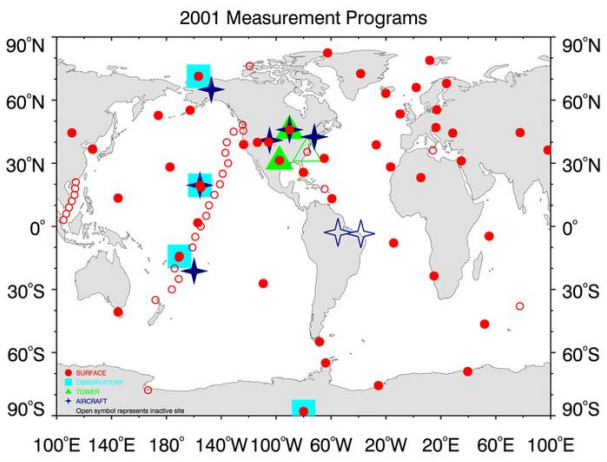 2001 Measurement Programs
90°N 90°N
60°N 60°N
30°N 30°N
0° 0°
30°S 30°S
60°S 60°S
SURFACE
OBSERVATORY
TOWER
AIRCRAFT
Open symbol represents inactive site
90°S 90°S
100°E 140°E 180° 140°W 100°W 60°W 20°W 20°E 60°E 100°E